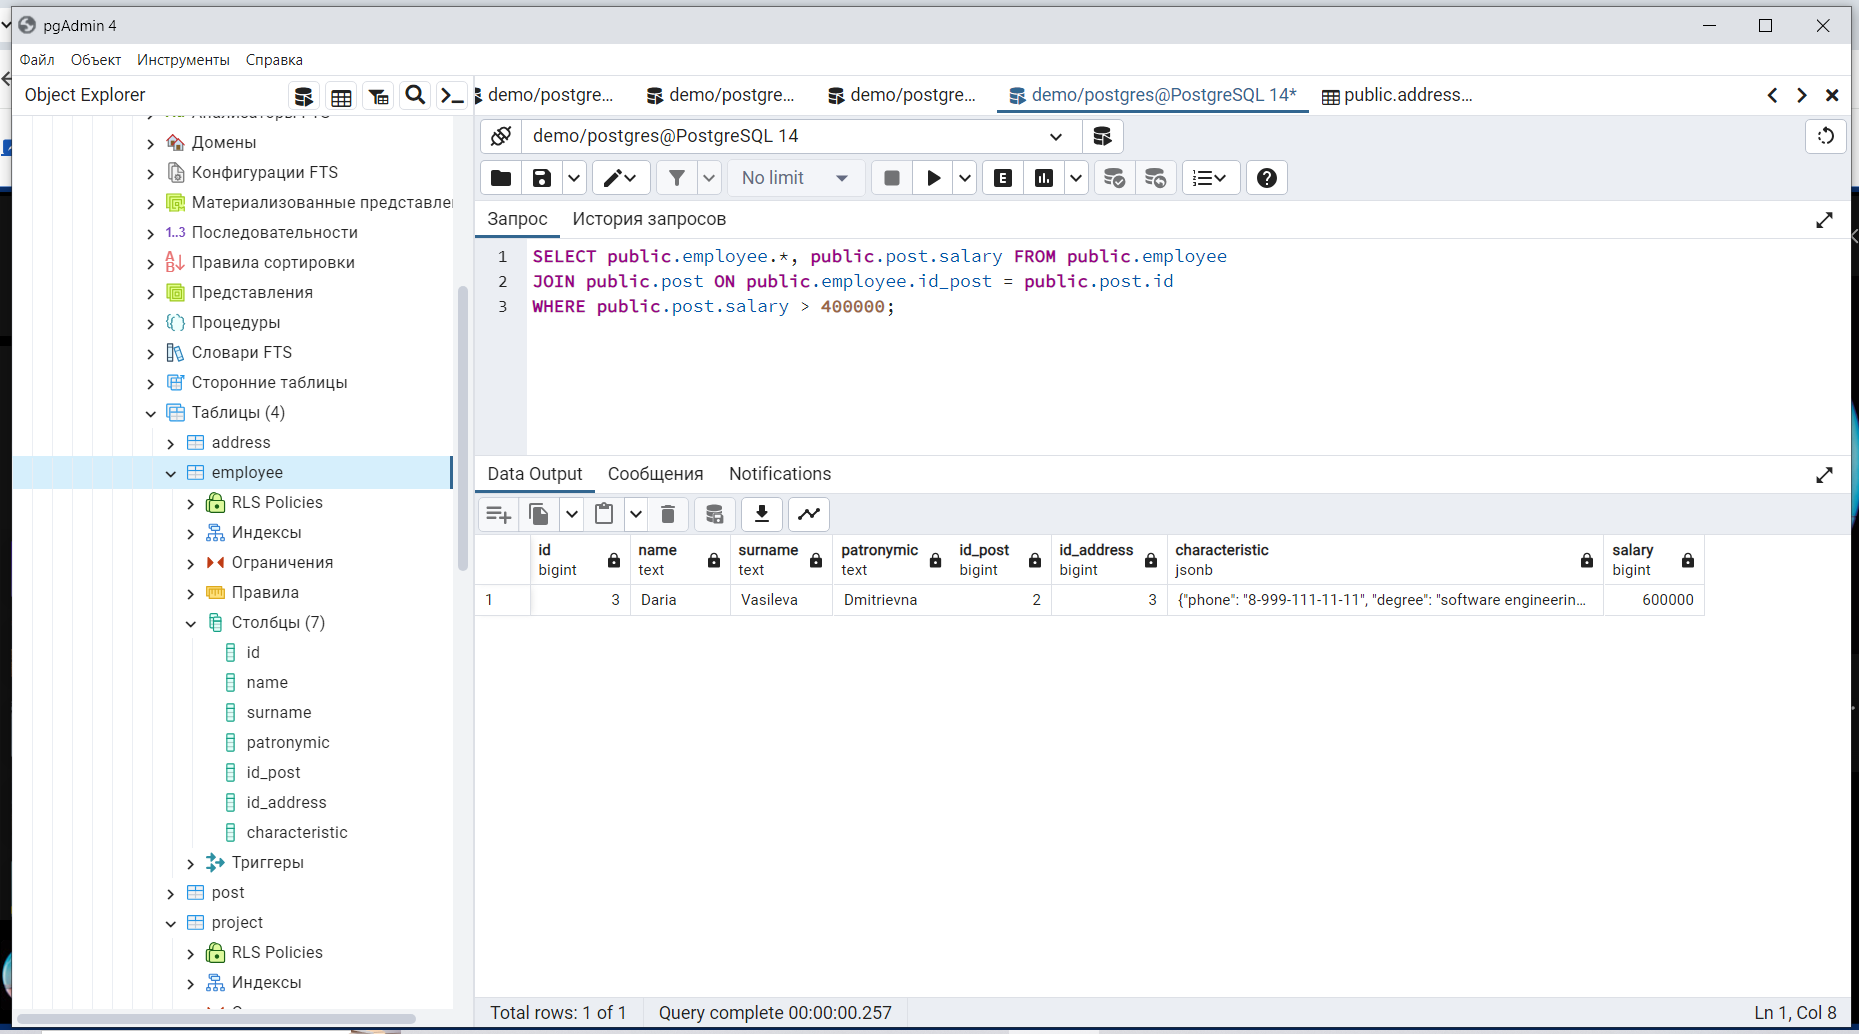 pgAdmin 4
Файл Объект Инструменты Справка
Object Explorer
Анализаторы FTS
Домены
Конфигурации FTS
Материализованные представле
1..3 Последовательности
Правила сортировки
Представления
Процедуры
Словари FTS
Сторонние таблицы
Таблицы (4)
address
employee
RLS Policies
Индексы
Ограничения
Правила
Столбцы (7)
id
name
surname
patronymic
id_post
id_address
characteristic
Триггеры
post
project
RLS Policies
Индексы
demo/postgre... demo/postgre... demo/postgre... demo/postgres@PostgreSQL 14* public.address...
demo/postgres@PostgreSQL 14
No limit E
Запрос История запросов
1 SELECT public.employee.*, public.post.salary FROM public.employee
2 JOIN public.post ON public.employee.id_post = public.post.id
3 WHERE public.post.salary > 400000;
Data Output Сообщения Notifications
id name surname patronymic id_post id_address characteristic salary
bigint text text text bigint bigint jsonb bigint
1 3 Daria Vasileva Dmitrievna 2 3 {"phone": "8-999-111-11-11", "degree": "software engineerin... 600000
Total rows: 1 of 1 Query complete 00:00:00.257 Ln 1, Col 8